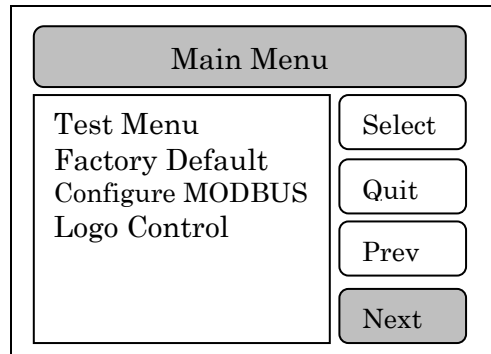 Main Menu
Test Menu
Factory Default
Configure MODBUS
Logo Control
Select
Quit
Prev
Next